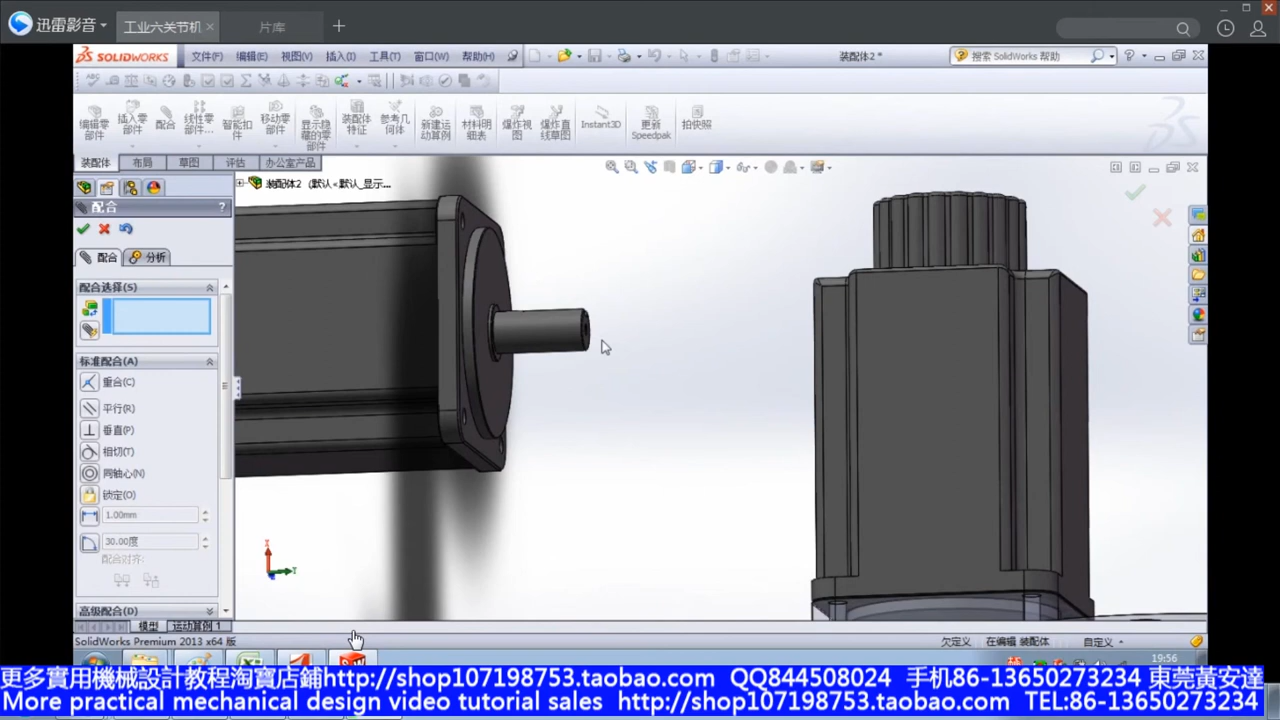 迅雷影音
工业六关节机
片库
SOLIDWORKS
文件(F) 编辑(E) 视图(V) 插入(I) 工具(T) 窗口(W) 帮助(H)
装配体2 *
搜索 SolidWorks 帮助
编辑零部件
插入零部件
配合
线性零部件...
智能扣件
移动零部件
显示隐藏的零部件
装配体特征
参考几何体
新建运动算例
材料明细表
爆炸视图
爆炸直线草图
Instant3D
更新 Speedpak
拍快照
装配体 布局 草图 评估 办公室产品
装配体2 (默认<默认_显示...
配合 ?
配合 分析
配合选择(S)
标准配合(A)
重合(C)
平行(R)
垂直(P)
相切(T)
同轴心(N)
锁定(O)
1.00mm
30.00度
配合对齐:
高级配合(D)
模型 运动算例 1
SolidWorks Premium 2013 x64 版
欠定义 在编辑 装配体 自定义
19:56
更多實用機械設計教程淘寶店鋪http://shop107198753.taobao.com QQ844508024 手机86-13650273234 東莞黃安達
More practical mechanical design video tutorial sales http://shop107198753.taobao.com TEL:86-13650273234